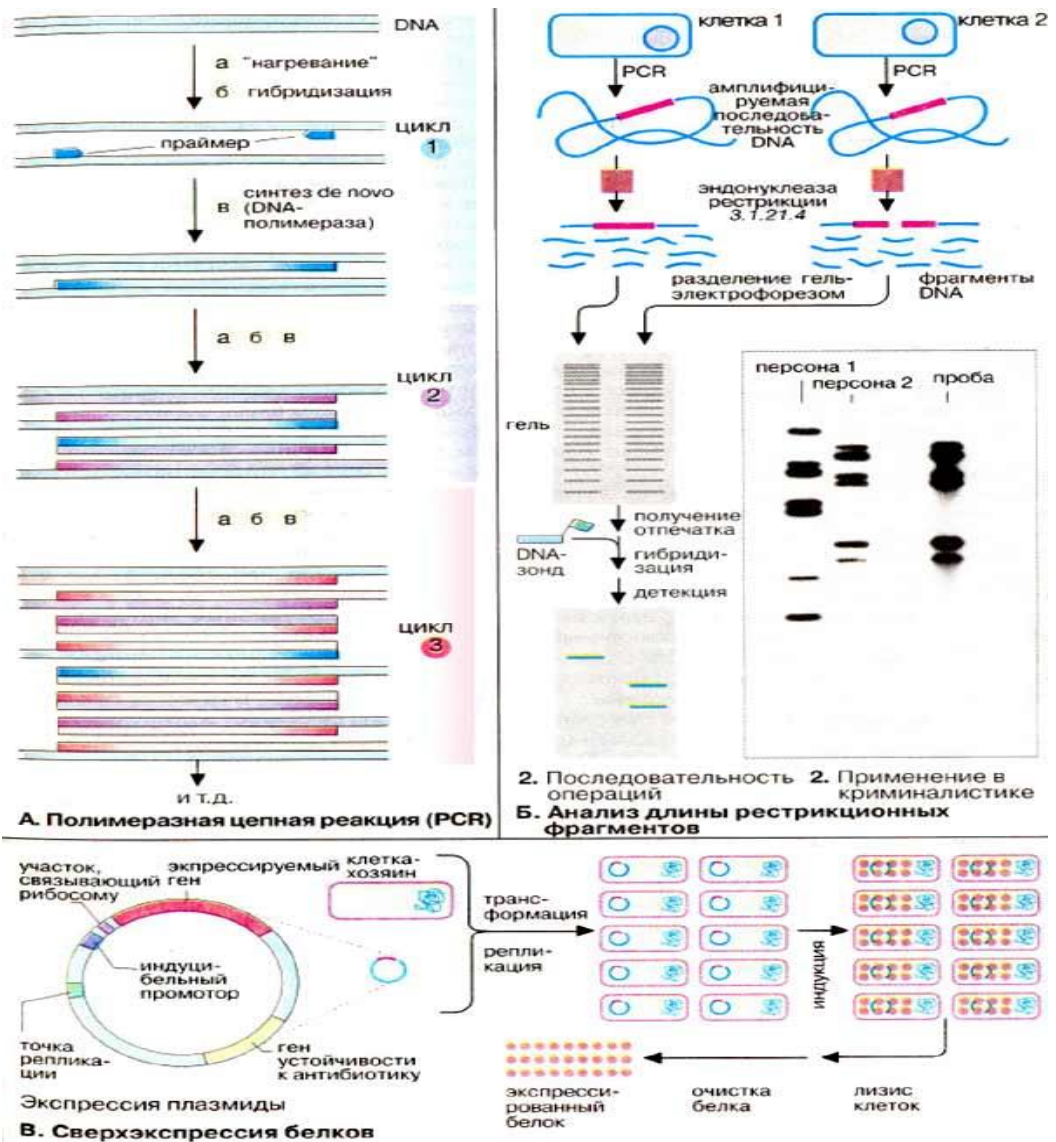 DNA
а "нагревание"
б гибридизация
цикл
1
праймер
синтез de novo
в (DNA-
полимераза)
а б в
цикл
2
а б в
цикл
3
и т.д.
А. Полимеразная цепная реакция (PCR)
клетка 1
клетка 2
PCR
PCR
амплифици-
руемая
последова-
тельность
DNA
эндонуклеаза
рестрикции
3.1.21.4
разделение гель-
электрофорезом
фрагменты
DNA
гель
получение
отпечатка
DNA-
зонд
гибриди-
зация
детекция
персона 1
персона 2
проба
2. Последовательность
операций
2. Применение в
криминалистике
Б. Анализ длины рестрикционных
фрагментов
участок,
связывающий
рибосому
экпрессируемый
ген
клетка-
хозяин
индуци-
бельный
промотор
точка
реплика-
ции
ген
устойчивости
к антибиотику
Экспрессия плазмиды
транс-
формация
репли-
кация
индукция
экспресси-
рованный
белок
очистка
белка
лизис
клеток
В. Сверхэкспрессия белков